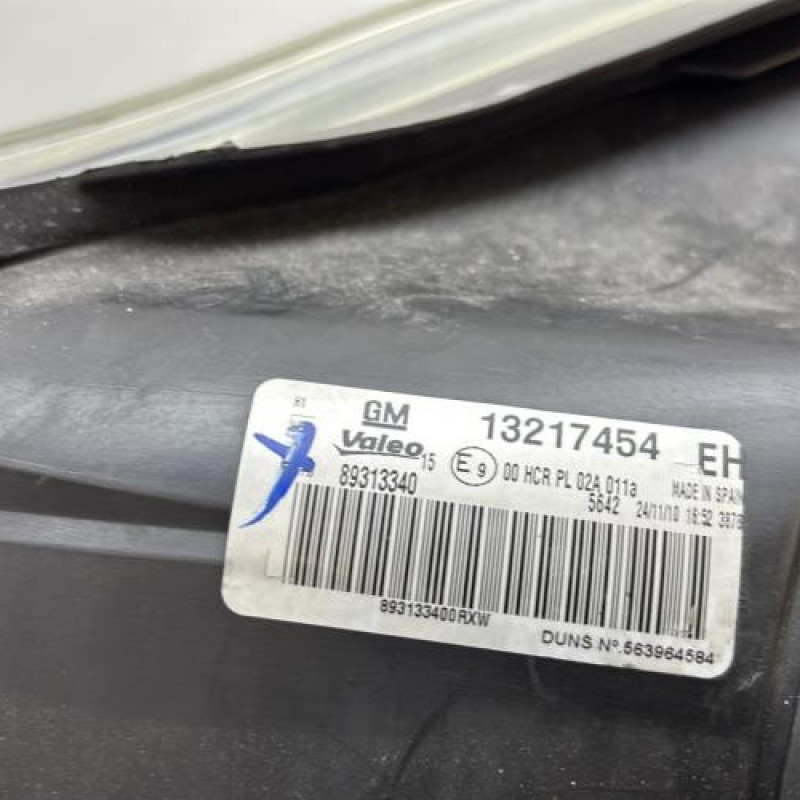 GM 13217454 EH
Valeo 15 E9 00 HCR PL 02A 011a MADE IN SPAIN
89313340 5642 24/11/10 16:52
893133400RXW
DUNS Nº.563964584